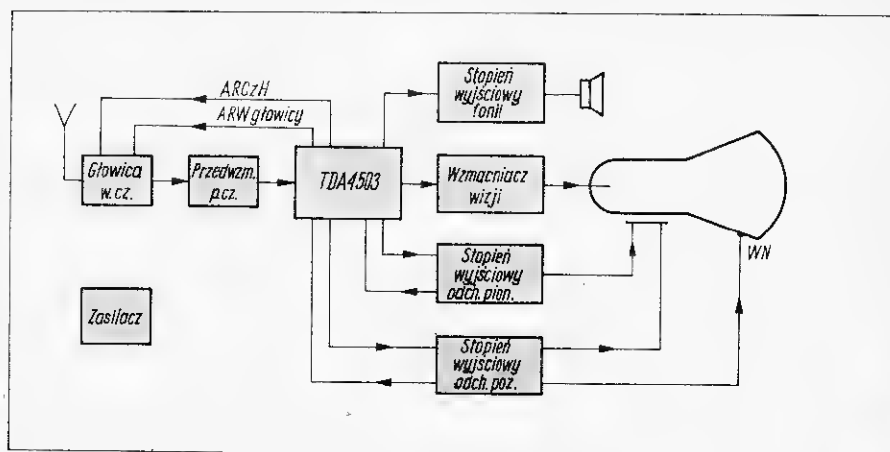 Stopień
wyjściowy
fonii
ARCzH
ARW głowicy
Głowica
w.cz.
Przedwzm.
p.cz.
TDA4503
Wzmacniacz
wizji
Stopień
wyjściowy
odch. pion.
WN
Zasilacz
Stopień
wyjściowy
odch. poz.